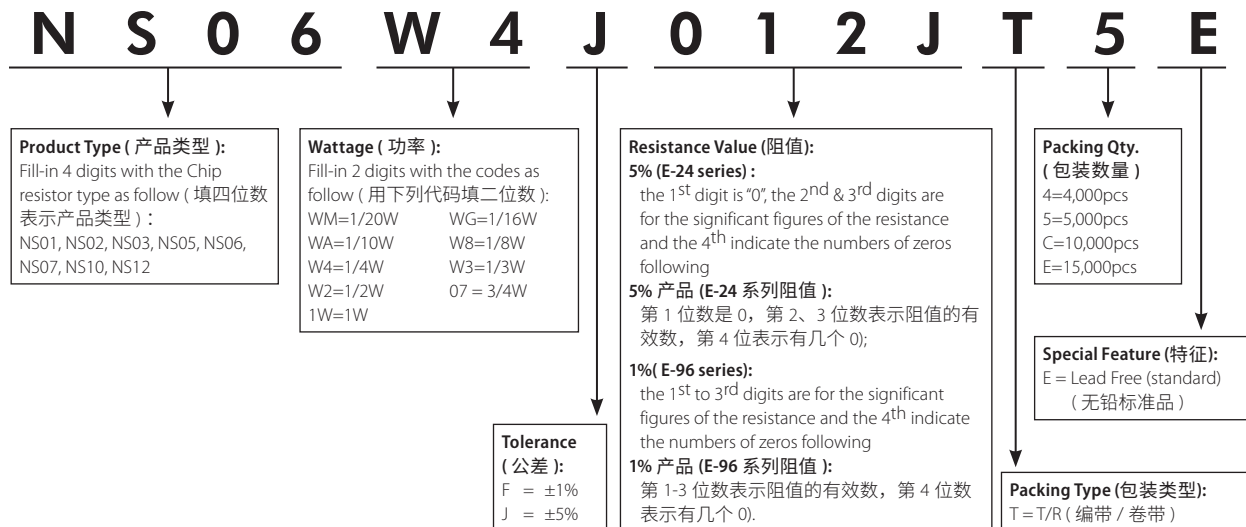 N S 0 6 W 4 J 0 1 2 J T 5 E
Product Type ( 产品类型 ):
Fill-in 4 digits with the Chip
resistor type as follow ( 填四位数
表示产品类型 ) :
NS01, NS02, NS03, NS05, NS06,
NS07, NS10, NS12
Wattage ( 功率 ):
Fill-in 2 digits with the codes as
follow ( 用下列代码填二位数 ):
WM=1/20W WG=1/16W
WA=1/10W W8=1/8W
W4=1/4W W3=1/3W
W2=1/2W 07 = 3/4W
1W=1W
Tolerance
( 公差 ):
F = ±1%
J = ±5%
Resistance Value (阻值):
5% (E-24 series) :
the 1st digit is “0”, the 2nd & 3rd digits are
for the significant figures of the resistance
and the 4th indicate the numbers of zeros
following
5% 产品 (E-24 系列阻值 ):
第 1 位数是 0，第 2、3 位数表示阻值的有
效数，第 4 位表示有几个 0);
1%( E-96 series):
the 1st to 3rd digits are for the significant
figures of the resistance and the 4th indicate
the numbers of zeros following
1% 产品 (E-96 系列阻值 ):
第 1-3 位数表示阻值的有效数，第 4 位数
表示有几个 0).
Packing Qty.
( 包装数量 )
4=4,000pcs
5=5,000pcs
C=10,000pcs
E=15,000pcs
Special Feature (特征):
E = Lead Free (standard)
( 无铅标准品 )
Packing Type (包装类型):
T = T/R ( 编带 / 卷带 )